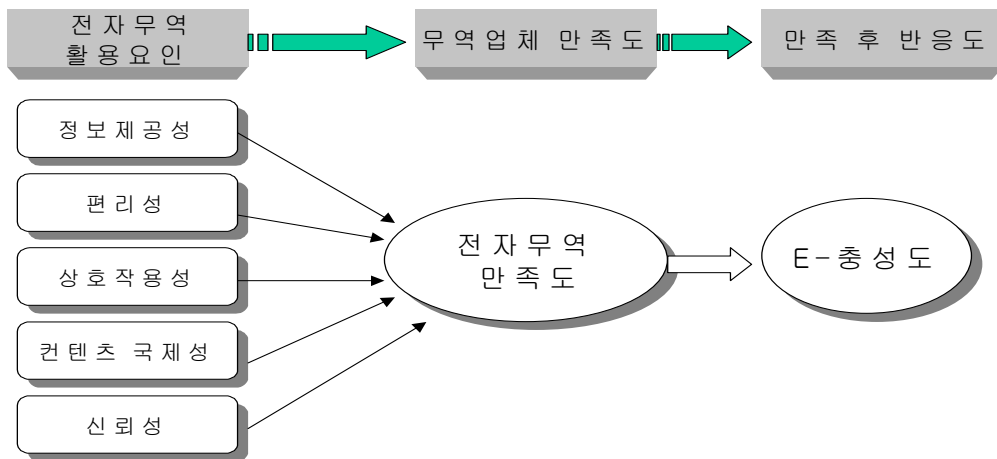 전자무역
활용요인
무역업체 만족도
만족 후 반응도
정보제공성
편리성
상호작용성
컨텐츠 국제성
신뢰성
전자무역
만족도
E-충성도